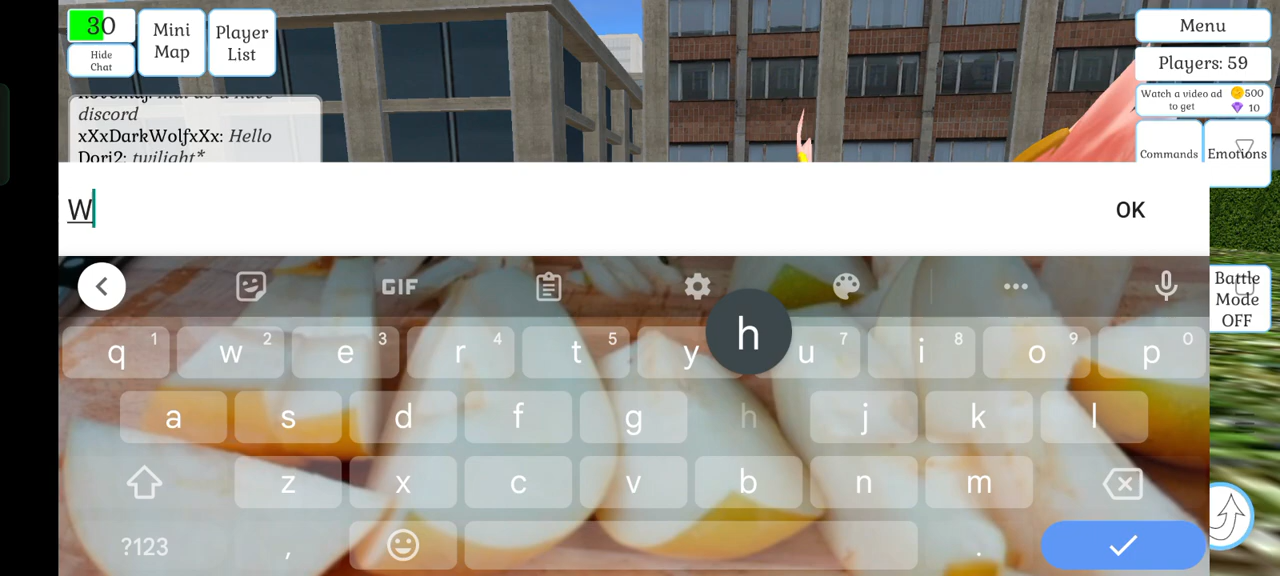 30
Hide
Chat
Mini
Map
Player
List
Menu
Players: 59
Watch a video ad
to get
500
10
Commands
Emotions
discord
xXxDarkWolfxXx: Hello
Dori2: twilight*
W
OK
GIF
h
q 1 w 2 e 3 r 4 t 5 y u 7 i 8 o 9 p 0
a s d f g h j k l
z x c v b n m
?123 , .
Battle
Mode
OFF